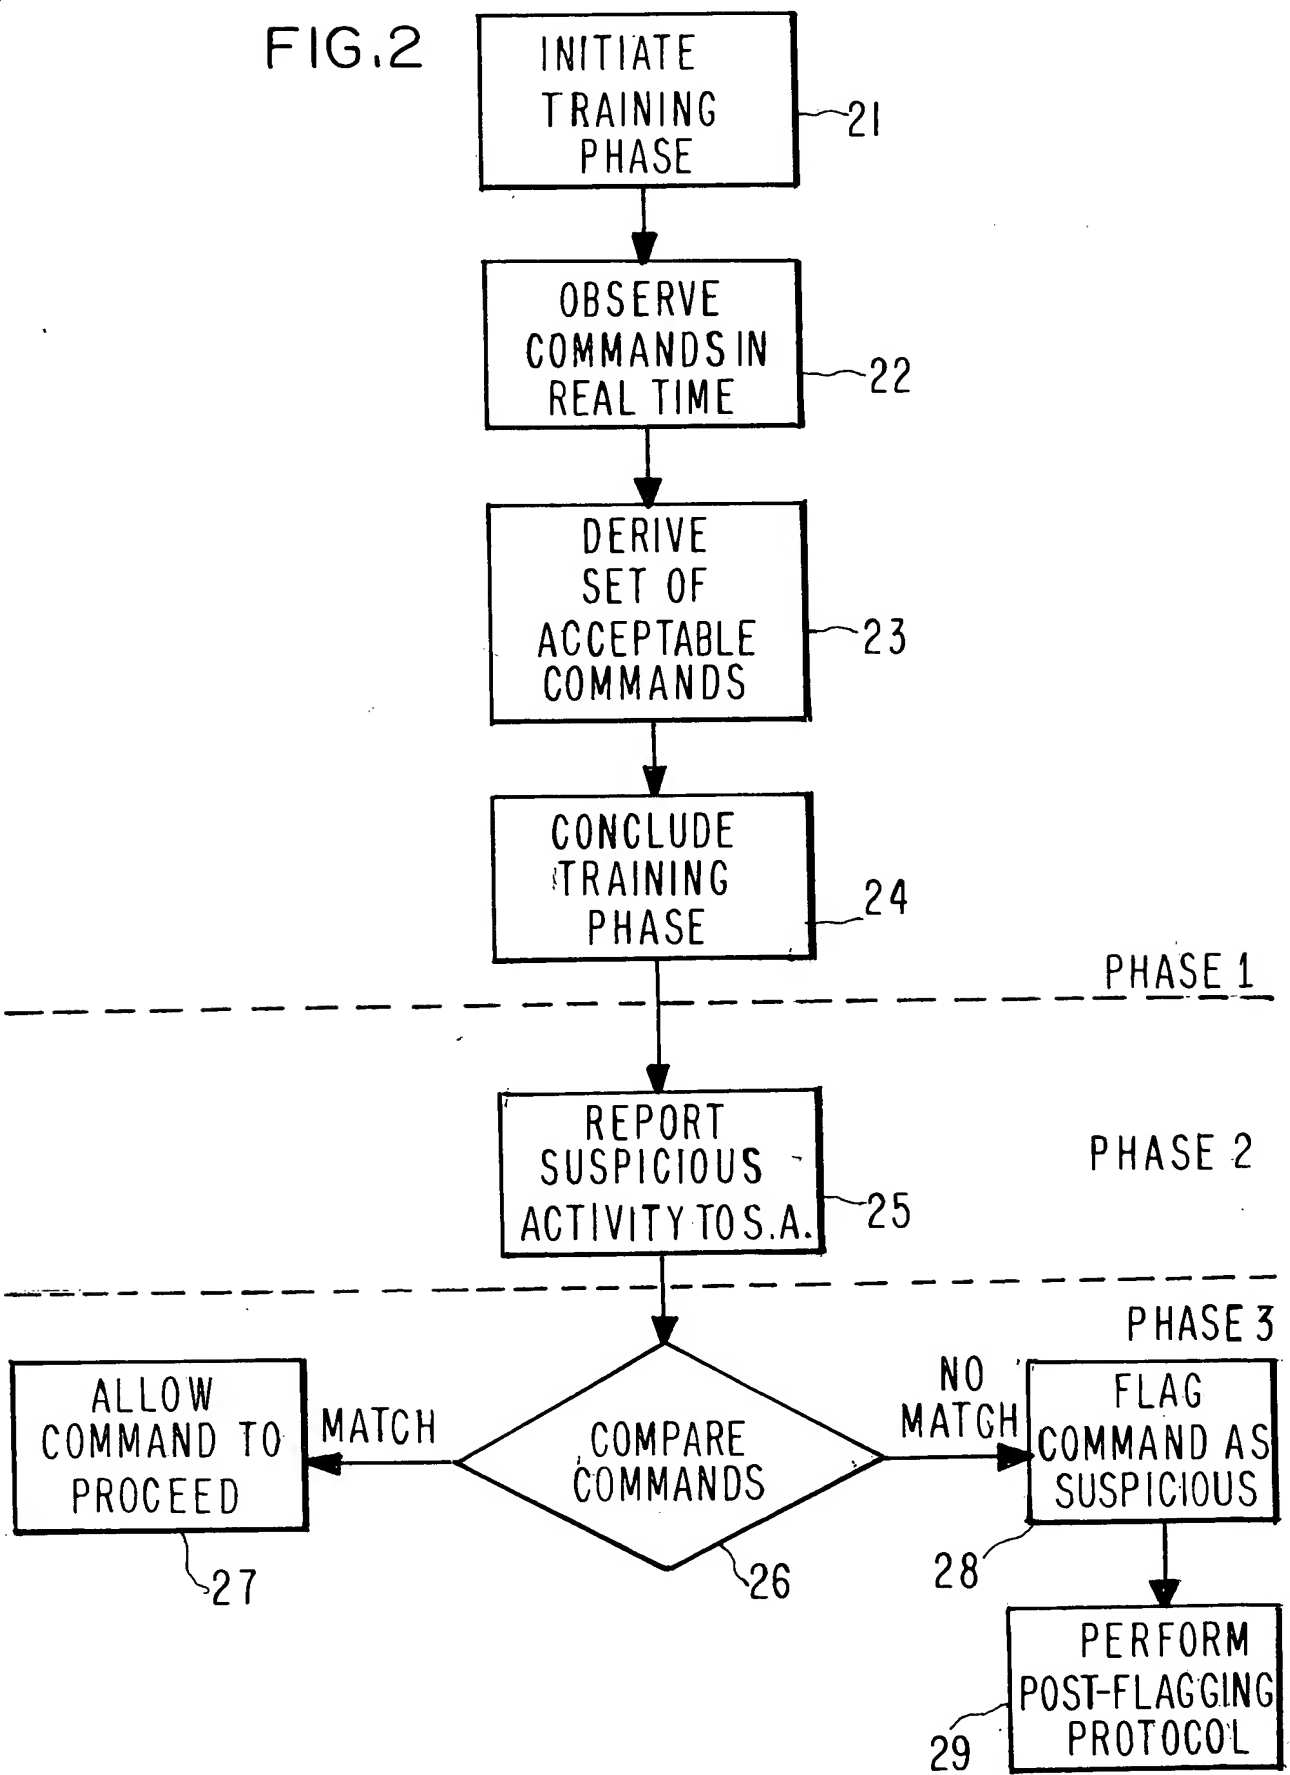 FIG.2
INITIATE
TRAINING
PHASE
21
OBSERVE
COMMANDS IN
REAL TIME
22
DERIVE
SET OF
ACCEPTABLE
COMMANDS
23
CONCLUDE
TRAINING
PHASE
24
PHASE 1
REPORT
SUSPICIOUS
ACTIVITY TO S.A.
25
PHASE 2
PHASE 3
ALLOW
COMMAND TO
PROCEED
27
MATCH
COMPARE
COMMANDS
26
NO
MATCH
FLAG
COMMAND AS
SUSPICIOUS
28
PERFORM
POST-FLAGGING
PROTOCOL
29